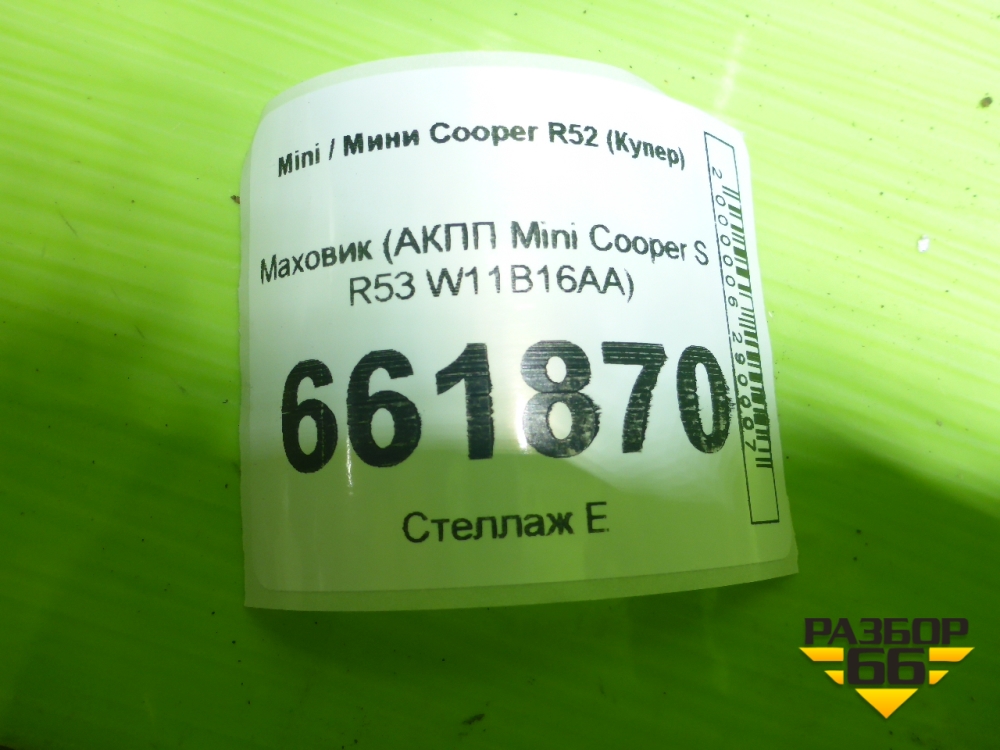 Mini / Мини Cooper R52 (Купер)
Маховик (АКПП Mini Cooper S
R53 W11B16AA)
661870
Стеллаж Е
2000006290007
РАЗБОР
66